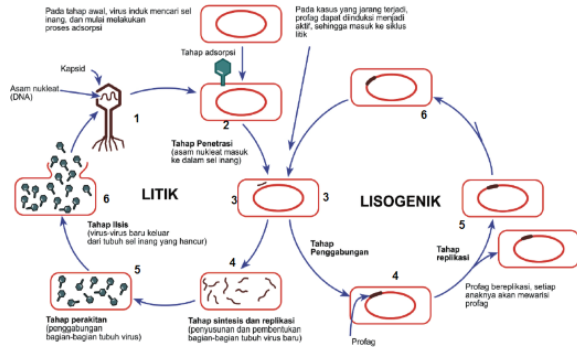 Pada tahap awal, virus induk mencari sel
inang, dan mulai melakukan
proses adsorpsi
Pada kasus yang jarang terjadi,
profag dapat diinduksi menjadi
aktif, sehingga masuk ke siklus
litik
Tahap adsorpsi
Kapsid
Asam nukleat
(DNA)
1
2
Tahap Penetrasi
(asam nukleat masuk
ke dalam sel inang)
6
LITIK
3
3
LISOGENIK
6
Tahap lisis
(virus-virus baru keluar
dari tubuh sel inang yang hancur)
5
Tahap
replikasi
Tahap
Penggabungan
5
4
4
Profag bereplikasi, setiap
anaknya akan mewarisi
profag
Tahap perakitan
(penggabungan
bagian-bagian tubuh virus)
Tahap sintesis dan replikasi
(penyusunan dan pembentukan
bagian-bagian tubuh virus baru)
Profag